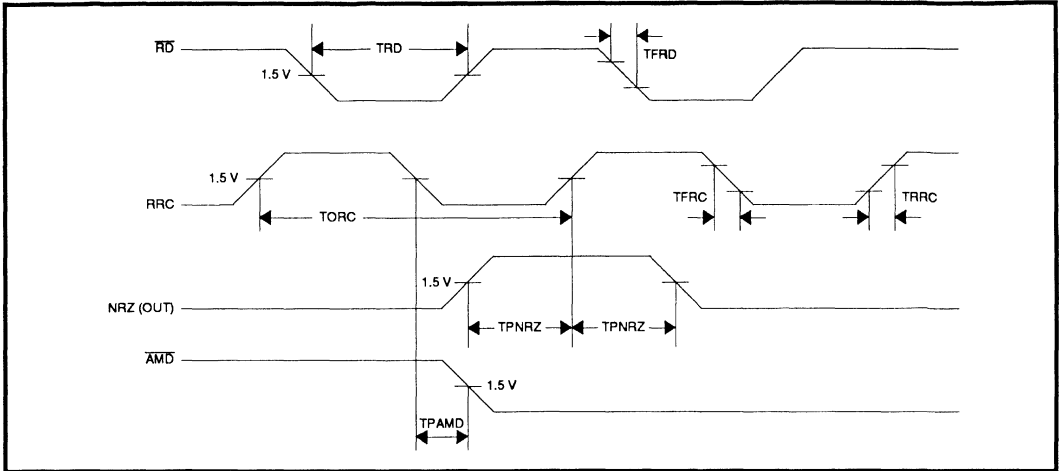 RD
TRD
TFRD
1.5 V
RRC
1.5 V
TORC
TFRC
TRRC
NRZ (OUT)
1.5 V
TPNRZ
TPNRZ
AMD
1.5 V
TPAMD